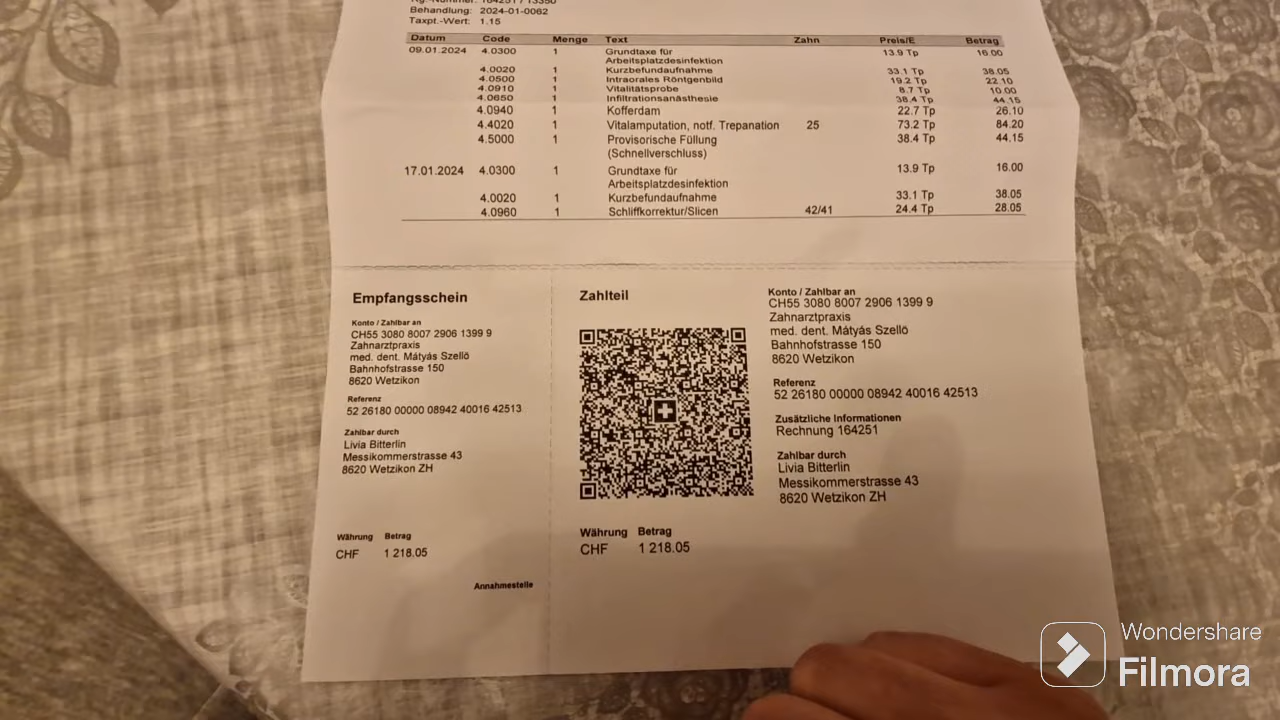 Behandlung: 2024-01-0062
Taxpt.-Wert: 1.15
Datum Code Menge Text Zahn Preis/E Betrag
09.01.2024 4.0300 1 Grundtaxe für 13.9 Tp 16.00
Arbeitsplatzdesinfektion
4.0020 1 Kurzbefundaufnahme 33.1 Tp 38.05
4.0500 1 Intraorales Röntgenbild 19.2 Tp 22.10
4.0910 1 Vitalitätsprobe 8.7 Tp 10.00
4.0650 1 Infiltrationsanästhesie 38.4 Tp 44.15
4.0940 1 Kofferdam 22.7 Tp 26.10
4.4020 1 Vitalamputation, notf. Trepanation 25 73.2 Tp 84.20
4.5000 1 Provisorische Füllung 38.4 Tp 44.15
(Schnellverschluss)
17.01.2024 4.0300 1 Grundtaxe für 13.9 Tp 16.00
Arbeitsplatzdesinfektion
4.0020 1 Kurzbefundaufnahme 33.1 Tp 38.05
4.0960 1 Schliffkorrektur/Slicen 42/41 24.4 Tp 28.05
Empfangsschein
Konto / Zahlbar an
CH55 3080 8007 2906 1399 9
Zahnarztpraxis
med. dent. Mátyás Szellö
Bahnhofstrasse 150
8620 Wetzikon
Referenz
52 26180 00000 08942 40016 42513
Zahlbar durch
Livia Bitterlin
Messikommerstrasse 43
8620 Wetzikon ZH
Währung Betrag
CHF 1 218.05
Annahmestelle
Zahlteil
Währung Betrag
CHF 1 218.05
Konto / Zahlbar an
CH55 3080 8007 2906 1399 9
Zahnarztpraxis
med. dent. Mátyás Szellö
Bahnhofstrasse 150
8620 Wetzikon
Referenz
52 26180 00000 08942 40016 42513
Zusätzliche Informationen
Rechnung 164251
Zahlbar durch
Livia Bitterlin
Messikommerstrasse 43
8620 Wetzikon ZH
Wondershare
Filmora